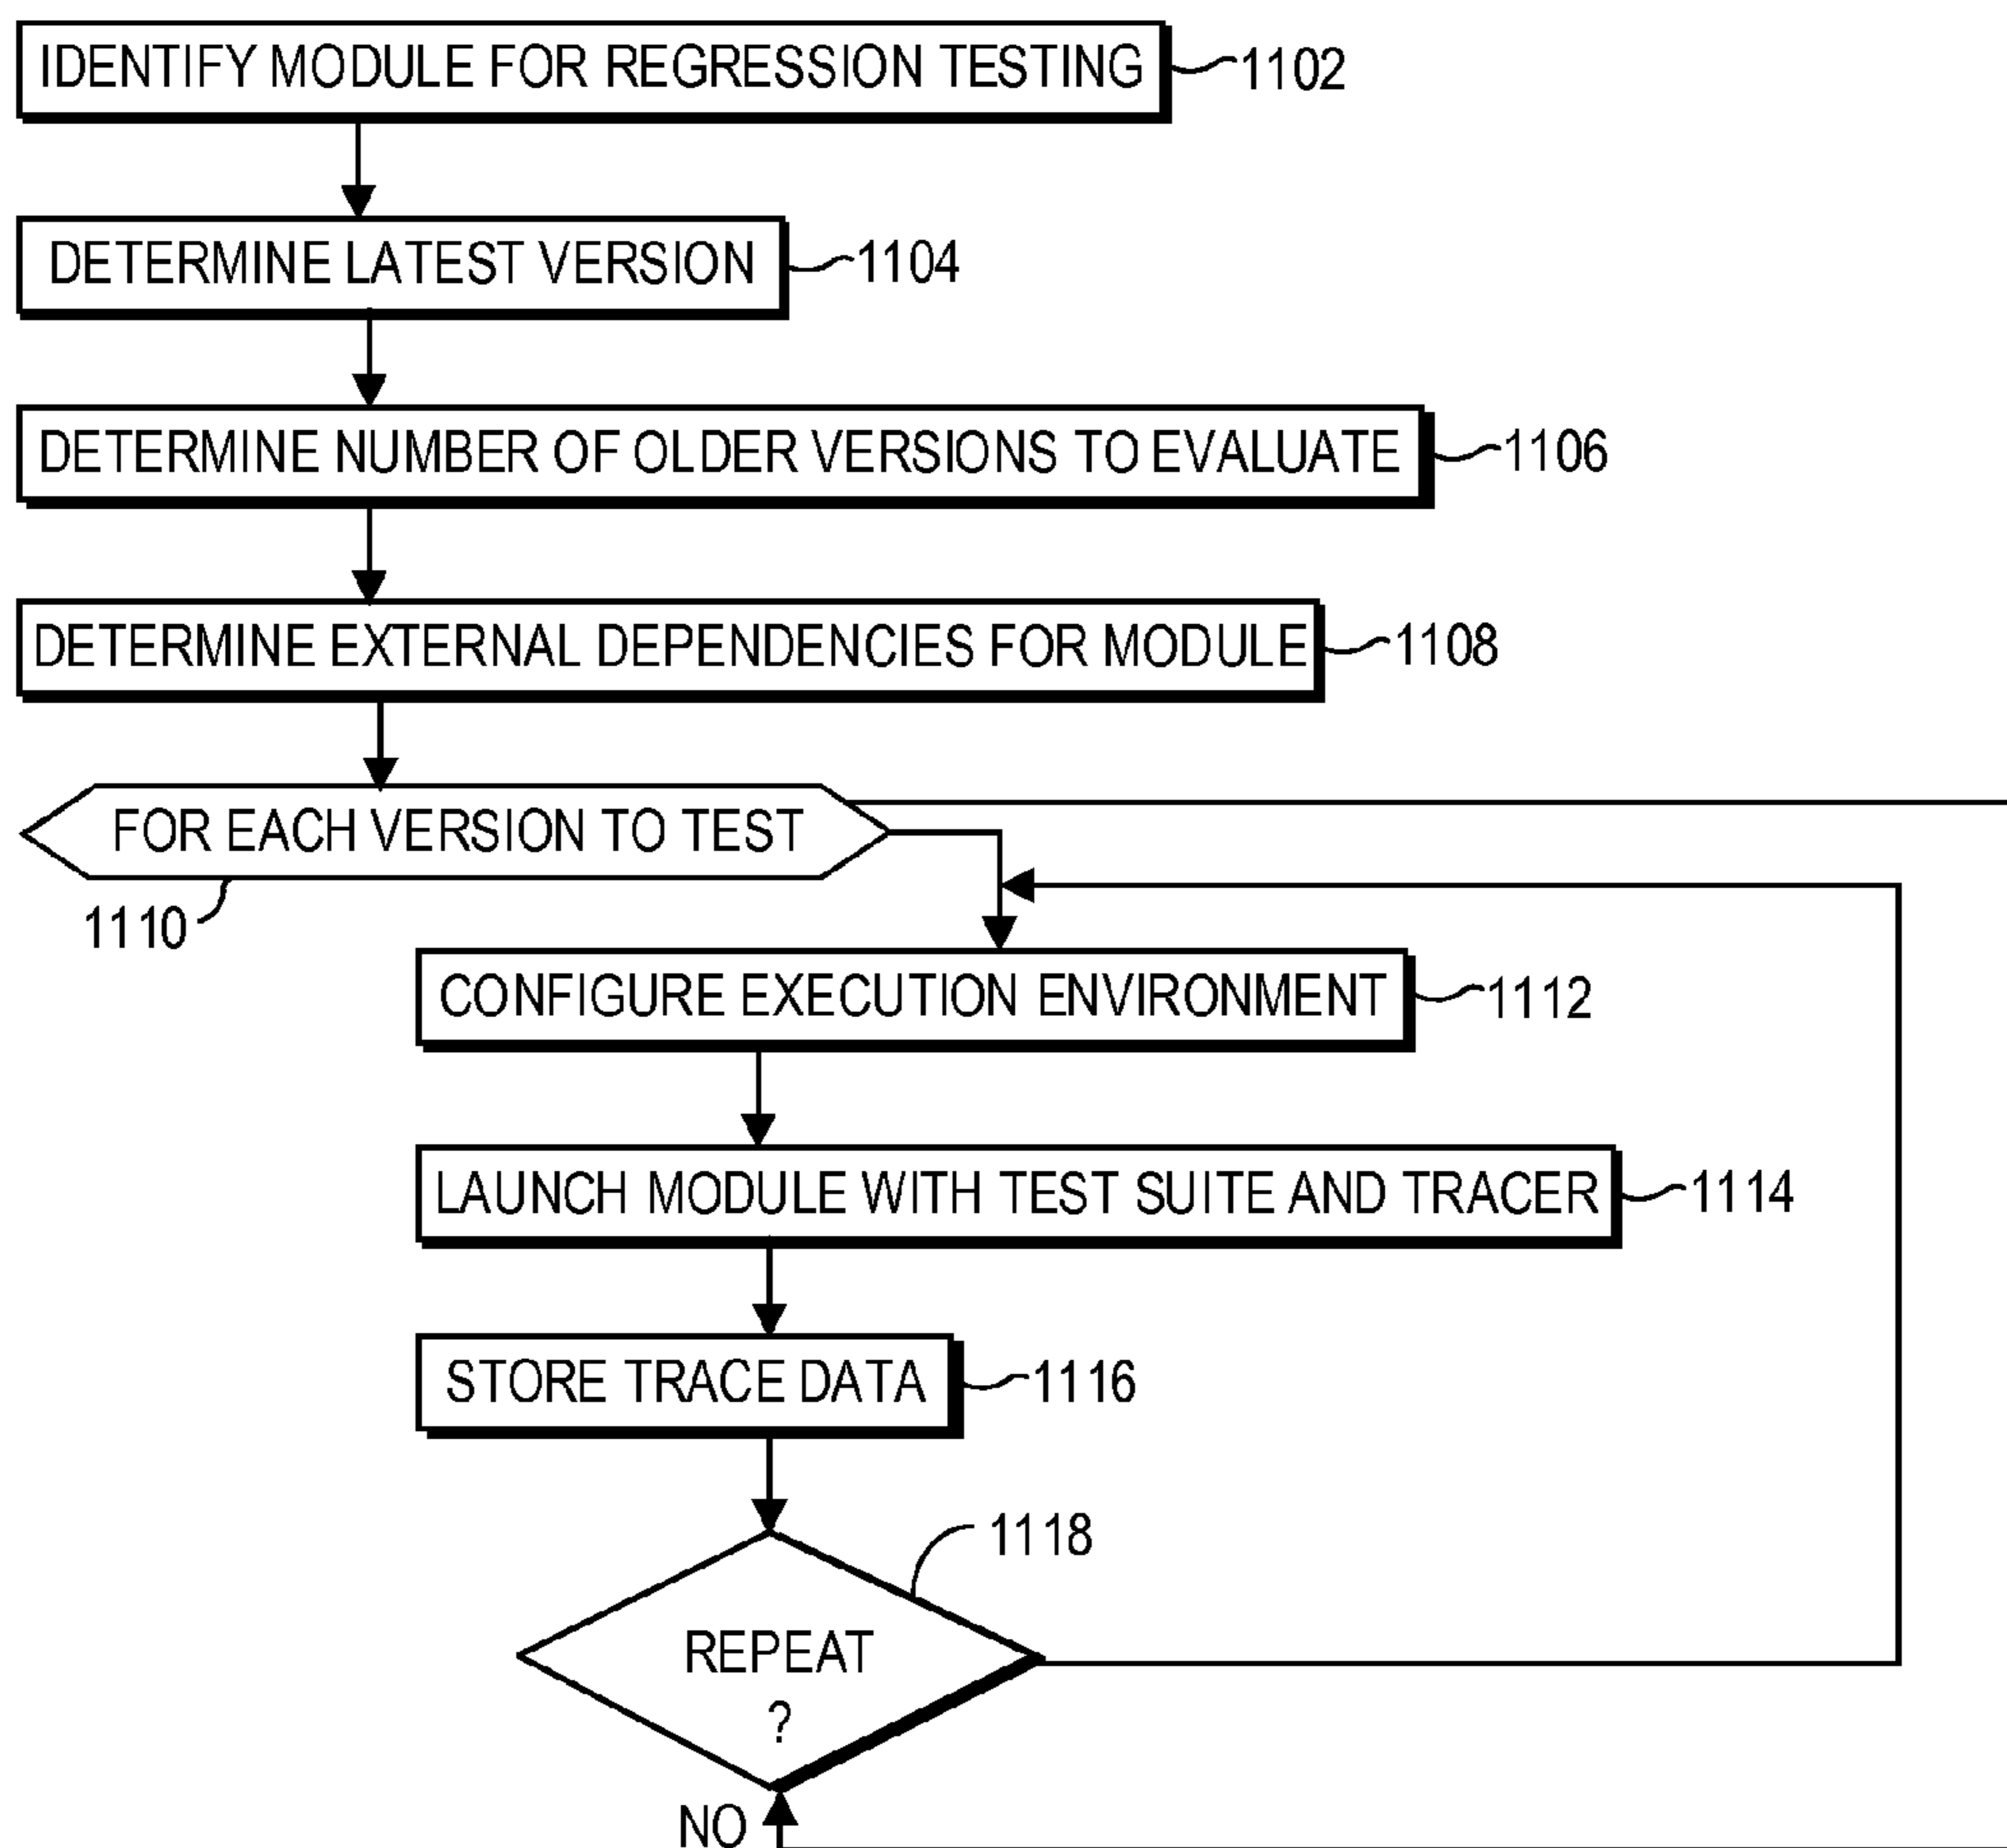 IDENTIFY MODULE FOR REGRESSION TESTING
1102
DETERMINE LATEST VERSION
1104
DETERMINE NUMBER OF OLDER VERSIONS TO EVALUATE
1106
DETERMINE EXTERNAL DEPENDENCIES FOR MODULE
1108
FOR EACH VERSION TO TEST
1110
CONFIGURE EXECUTION ENVIRONMENT
1112
LAUNCH MODULE WITH TEST SUITE AND TRACER
1114
STORE TRACE DATA
1116
1118
REPEAT
?
NO